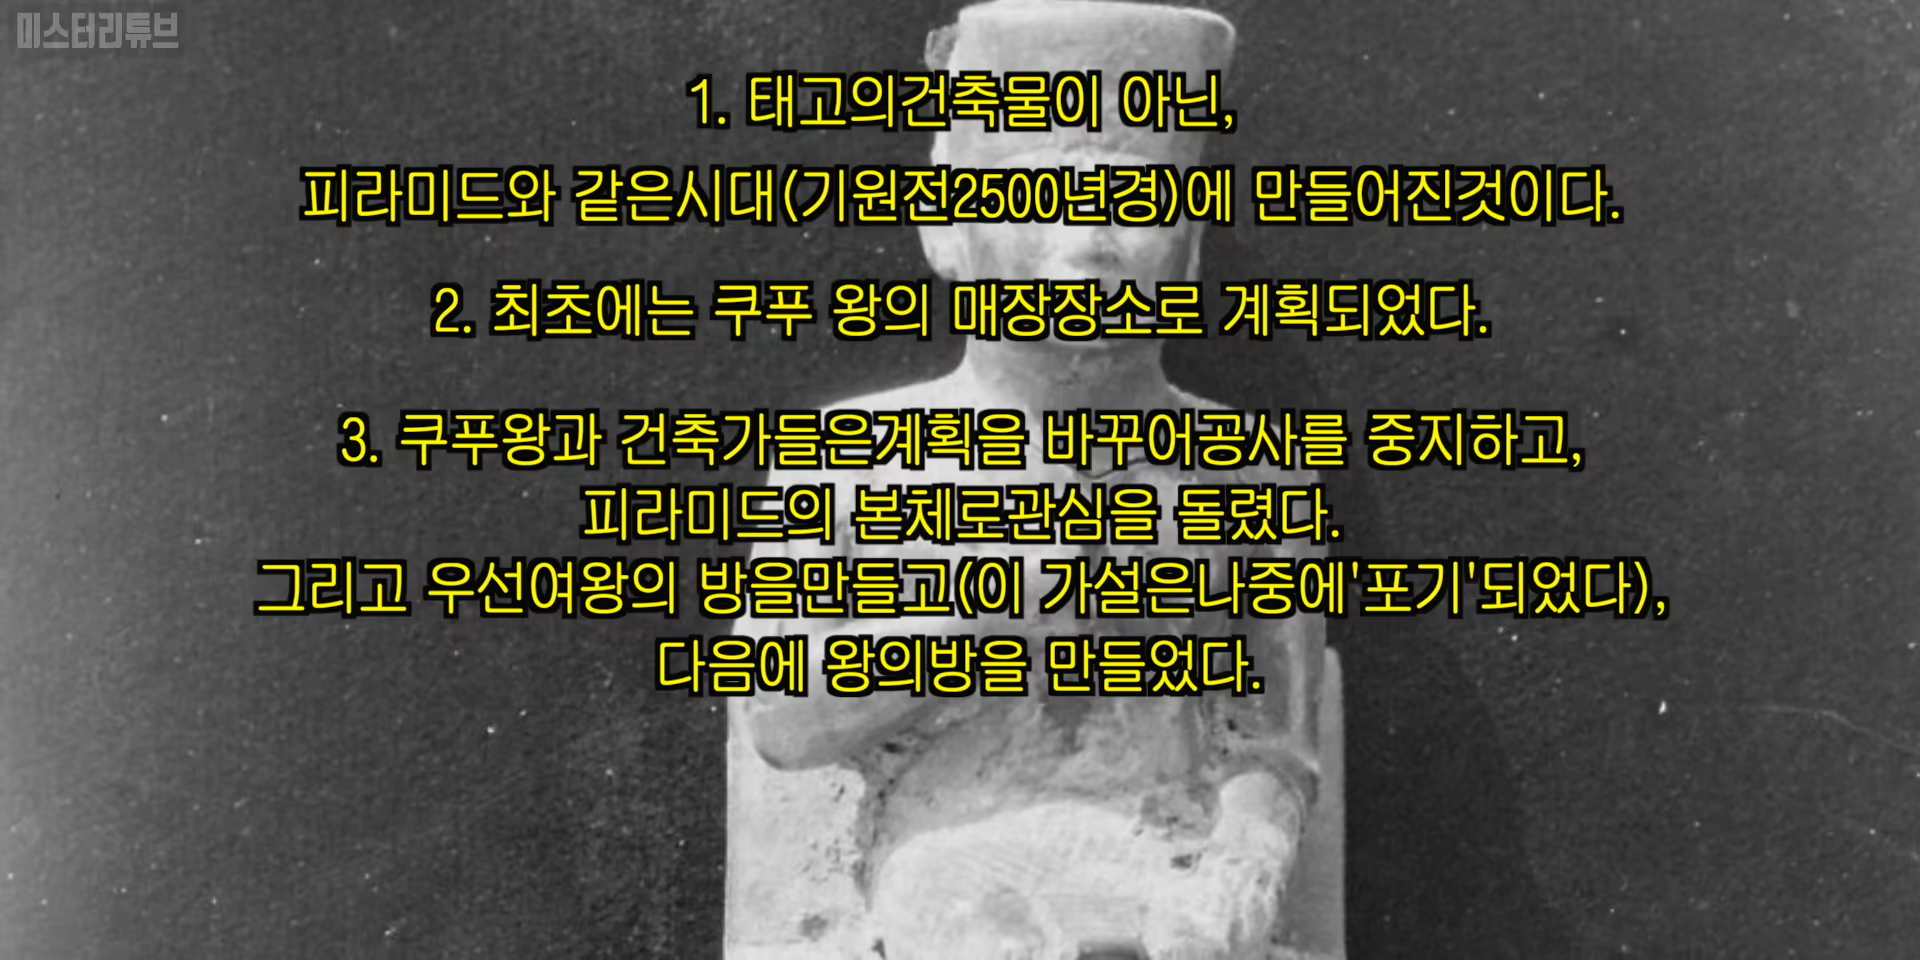 미스터리튜브
1. 태고의건축물이 아닌,
피라미드와 같은시대(기원전2500년경)에 만들어진것이다.
2. 최초에는 쿠푸 왕의 매장장소로 계획되었다.
3. 쿠푸왕과 건축가들은계획을 바꾸어공사를 중지하고,
피라미드의 본체로관심을 돌렸다.
그리고 우선여왕의 방을만들고(이 가설은나중에'포기'되었다),
다음에 왕의방을 만들었다.